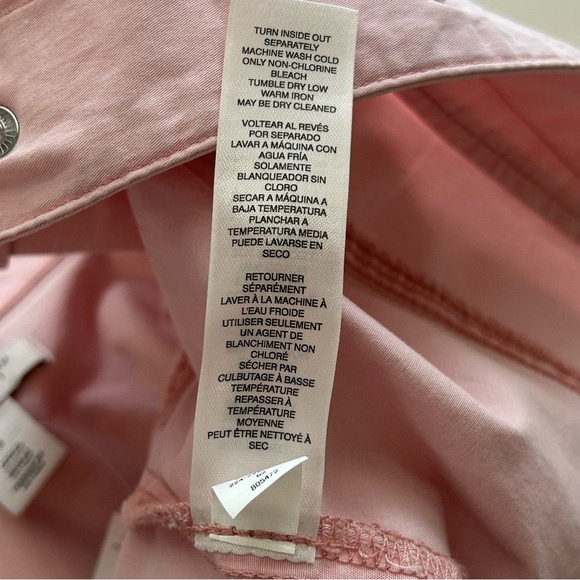 TURN INSIDE OUT
SEPARATELY
MACHINE WASH COLD
ONLY NON-CHLORINE
BLEACH
TUMBLE DRY LOW
WARM IRON
MAY BE DRY CLEANED
VOLTEAR AL REVÉS
POR SEPARADO
LAVAR A MÁQUINA CON
AGUA FRÍA
SOLAMENTE
BLANQUEADOR SIN
CLORO
SECAR A MÁQUINA A
BAJA TEMPERATURA
PLANCHAR A
TEMPERATURA MEDIA
PUEDE LAVARSE EN
SECO
RETOURNER
SÉPARÉMENT
LAVER À LA MACHINE À
L'EAU FROIDE
UTILISER SEULEMENT
UN AGENT DE
BLANCHIMENT NON
CHLORÉ
SÉCHER PAR
CULBUTAGE À BASSE
TEMPÉRATURE
REPASSER À
TEMPÉRATURE
MOYENNE
PEUT ÊTRE NETTOYÉ À
SEC
805472